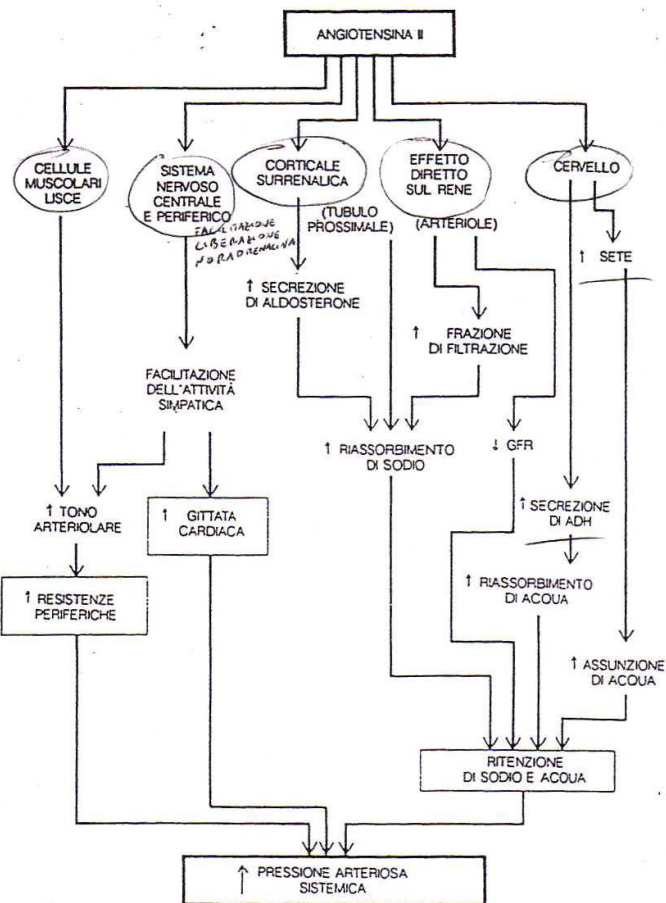 ANGIOTENSINA II
CELLULE
MUSCOLARI
LISCE
SISTEMA
NERVOSO
CENTRALE
E PERIFERICO
FACILITAZIONE
LIBERAZIONE
NORADRENALINA
CORTICALE
SURRENALICA
EFFETTO
DIRETTO
SUL RENE
CERVELLO
(TUBULO
PROSSIMALE)
(ARTERIOLE)
↑ SETE
↑ SECREZIONE
DI ALDOSTERONE
↑ FRAZIONE
DI FILTRAZIONE
FACILITAZIONE
DELL'ATTIVITÀ
SIMPATICA
↑ RIASSORBIMENTO
DI SODIO
↓ GFR
↑ TONO
ARTERIOLARE
↑ GITTATA
CARDIACA
↑ SECREZIONE
DI ADH
↑ RESISTENZE
PERIFERICHE
↑ RIASSORBIMENTO
DI ACQUA
↑ ASSUNZIONE
DI ACQUA
RITENZIONE
DI SODIO E ACQUA
↑ PRESSIONE ARTERIOSA
SISTEMICA